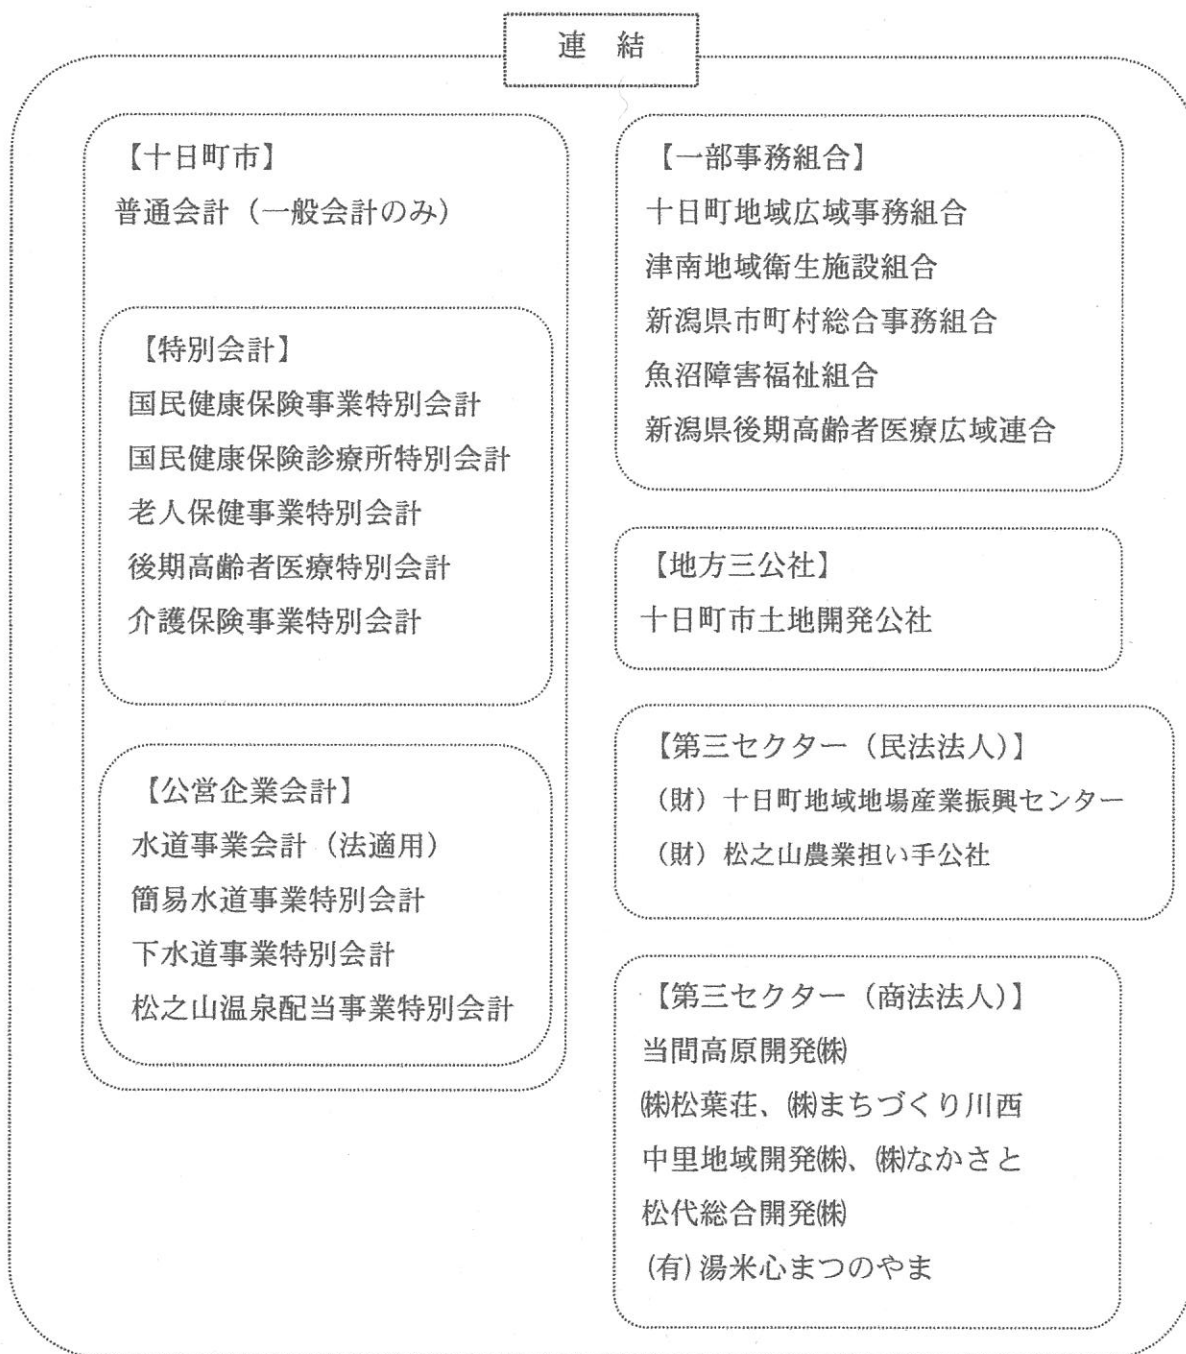 連 結
【十日町市】
普通会計（一般会計のみ）
【特別会計】
国民健康保険事業特別会計
国民健康保険診療所特別会計
老人保健事業特別会計
後期高齢者医療特別会計
介護保険事業特別会計
【公営企業会計】
水道事業会計（法適用）
簡易水道事業特別会計
下水道事業特別会計
松之山温泉配当事業特別会計
【一部事務組合】
十日町地域広域事務組合
津南地域衛生施設組合
新潟県市町村総合事務組合
魚沼障害福祉組合
新潟県後期高齢者医療広域連合
【地方三公社】
十日町市土地開発公社
【第三セクター（民法法人）】
（財）十日町地域地場産業振興センター
（財）松之山農業担い手公社
【第三セクター（商法法人）】
当間高原開発㈱
㈱松葉荘、㈱まちづくり川西
中里地域開発㈱、㈱なかさと
松代総合開発㈱
(有)湯米心まつのやま